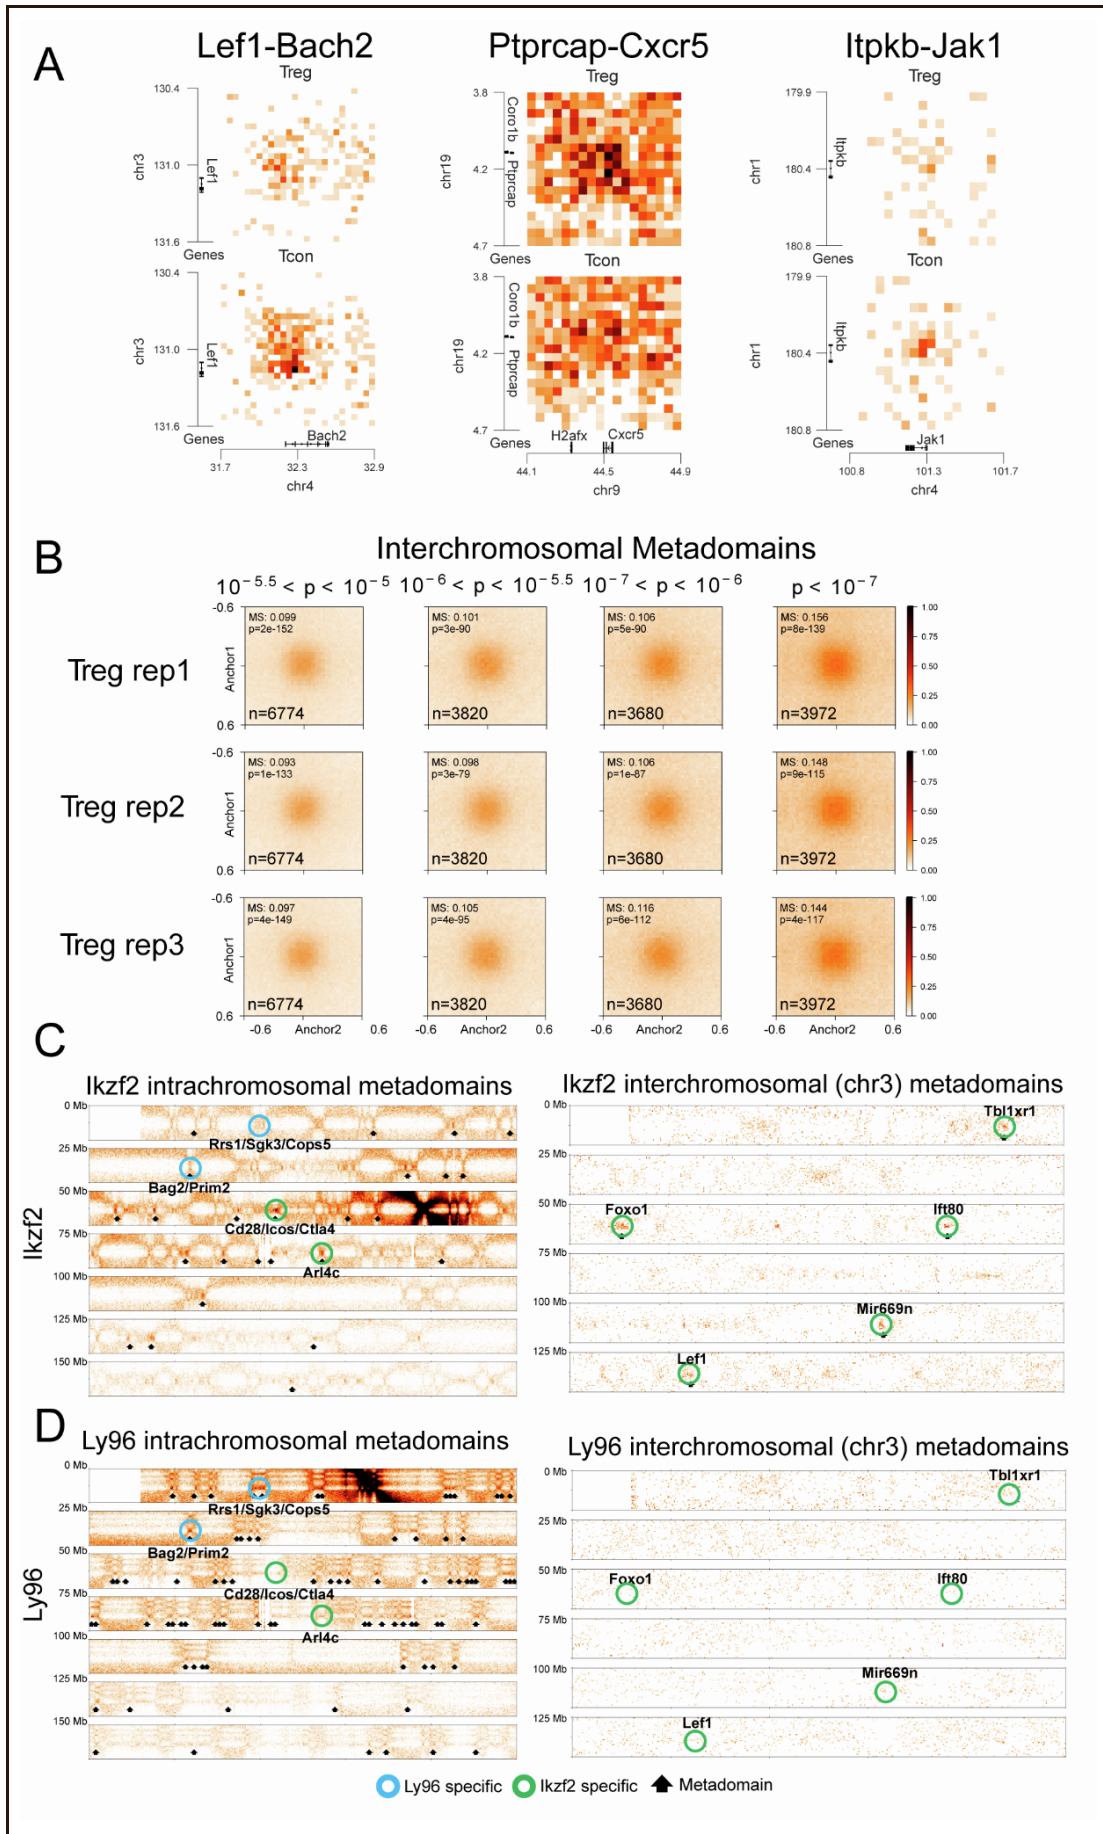 A
Lef1-Bach2
Ptprcap-Cxcr5
Itpkb-Jak1
Treg
Treg
Treg
130.4
131.0
131.6
chr3
Lef1
Genes
3.8
4.2
4.7
chr19
Coro1b
Ptprcap
Genes
179.9
180.4
180.8
chr1
Itpkb
Genes
Tcon
Tcon
Tcon
130.4
131.0
131.6
chr3
Lef1
Genes
Bach2
31.7 32.3 32.9
chr4
3.8
4.2
4.7
chr19
Coro1b
Ptprcap
Genes
H2afx Cxcr5
44.1 44.5 44.9
chr9
179.9
180.4
180.8
chr1
Itpkb
Genes
Jak1
100.8 101.3 101.7
chr4
B
Interchromosomal Metadomains
10^-5.5 < p < 10^-5 10^-6 < p < 10^-5.5 10^-7 < p < 10^-6 p < 10^-7
Treg rep1
-0.6
Anchor1
0.6
MS: 0.099
p=2e-152
n=6774
MS: 0.101
p=3e-90
n=3820
MS: 0.106
p=5e-90
n=3680
MS: 0.156
p=8e-139
n=3972
1.00
0.75
0.50
0.25
0.00
Treg rep2
-0.6
Anchor1
0.6
MS: 0.093
p=1e-133
n=6774
MS: 0.098
p=3e-79
n=3820
MS: 0.106
p=1e-87
n=3680
MS: 0.148
p=9e-115
n=3972
1.00
0.75
0.50
0.25
0.00
Treg rep3
-0.6
Anchor1
0.6
MS: 0.097
p=4e-149
n=6774
MS: 0.105
p=4e-95
n=3820
MS: 0.116
p=6e-112
n=3680
MS: 0.144
p=4e-117
n=3972
1.00
0.75
0.50
0.25
0.00
-0.6 Anchor2 0.6
-0.6 Anchor2 0.6
C
Ikzf2 intrachromosomal metadomains
Ikzf2
0 Mb
Rrs1/Sgk3/Cops5
25 Mb
Bag2/Prim2
50 Mb
Cd28/Icos/Ctla4
75 Mb
Arl4c
100 Mb
125 Mb
150 Mb
Ikzf2 interchromosomal (chr3) metadomains
0 Mb
Tbl1xr1
25 Mb
50 Mb
Foxo1 Ift80
75 Mb
100 Mb
Mir669n
125 Mb
Lef1
D
Ly96 intrachromosomal metadomains
Ly96
0 Mb
Rrs1/Sgk3/Cops5
25 Mb
Bag2/Prim2
50 Mb
Cd28/Icos/Ctla4
75 Mb
Arl4c
100 Mb
125 Mb
150 Mb
Ly96 interchromosomal (chr3) metadomains
0 Mb
Tbl1xr1
25 Mb
50 Mb
Foxo1 Ift80
75 Mb
100 Mb
Mir669n
125 Mb
Lef1
Ly96 specific Ikzf2 specific Metadomain